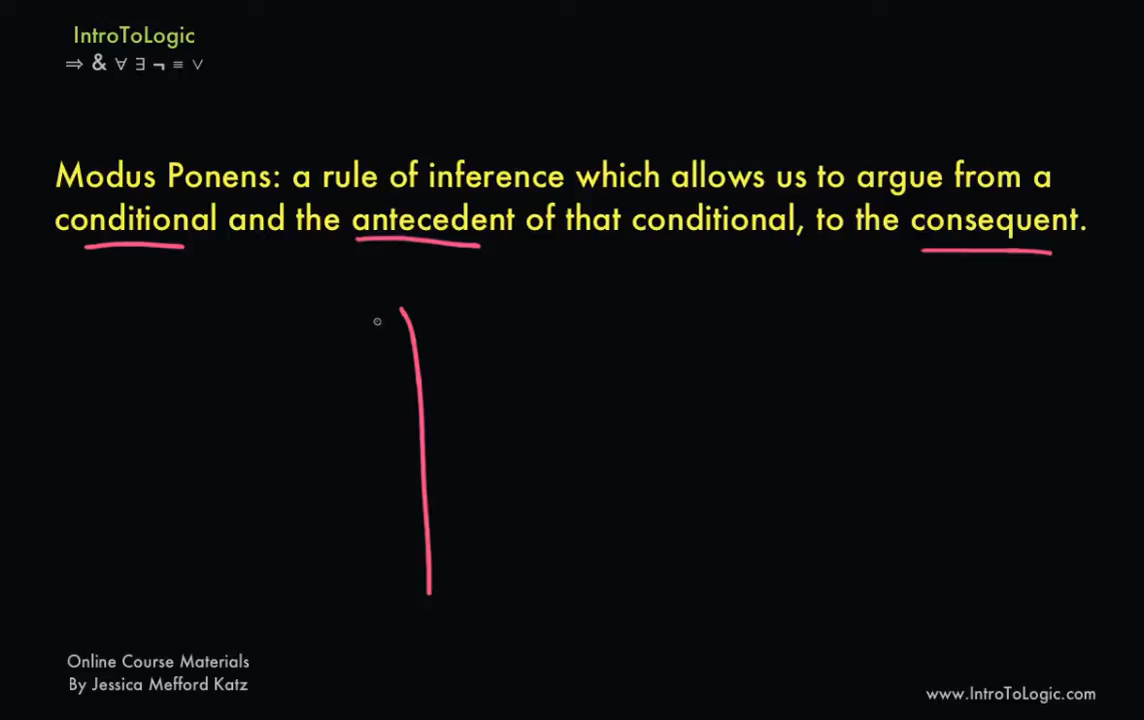 IntroToLogic
⇒ & ∀ ∃ ¬ ≡ ∨
Modus Ponens: a rule of inference which allows us to argue from a
conditional and the antecedent of that conditional, to the consequent.
Online Course Materials
By Jessica Mefford Katz
www.IntroToLogic.com